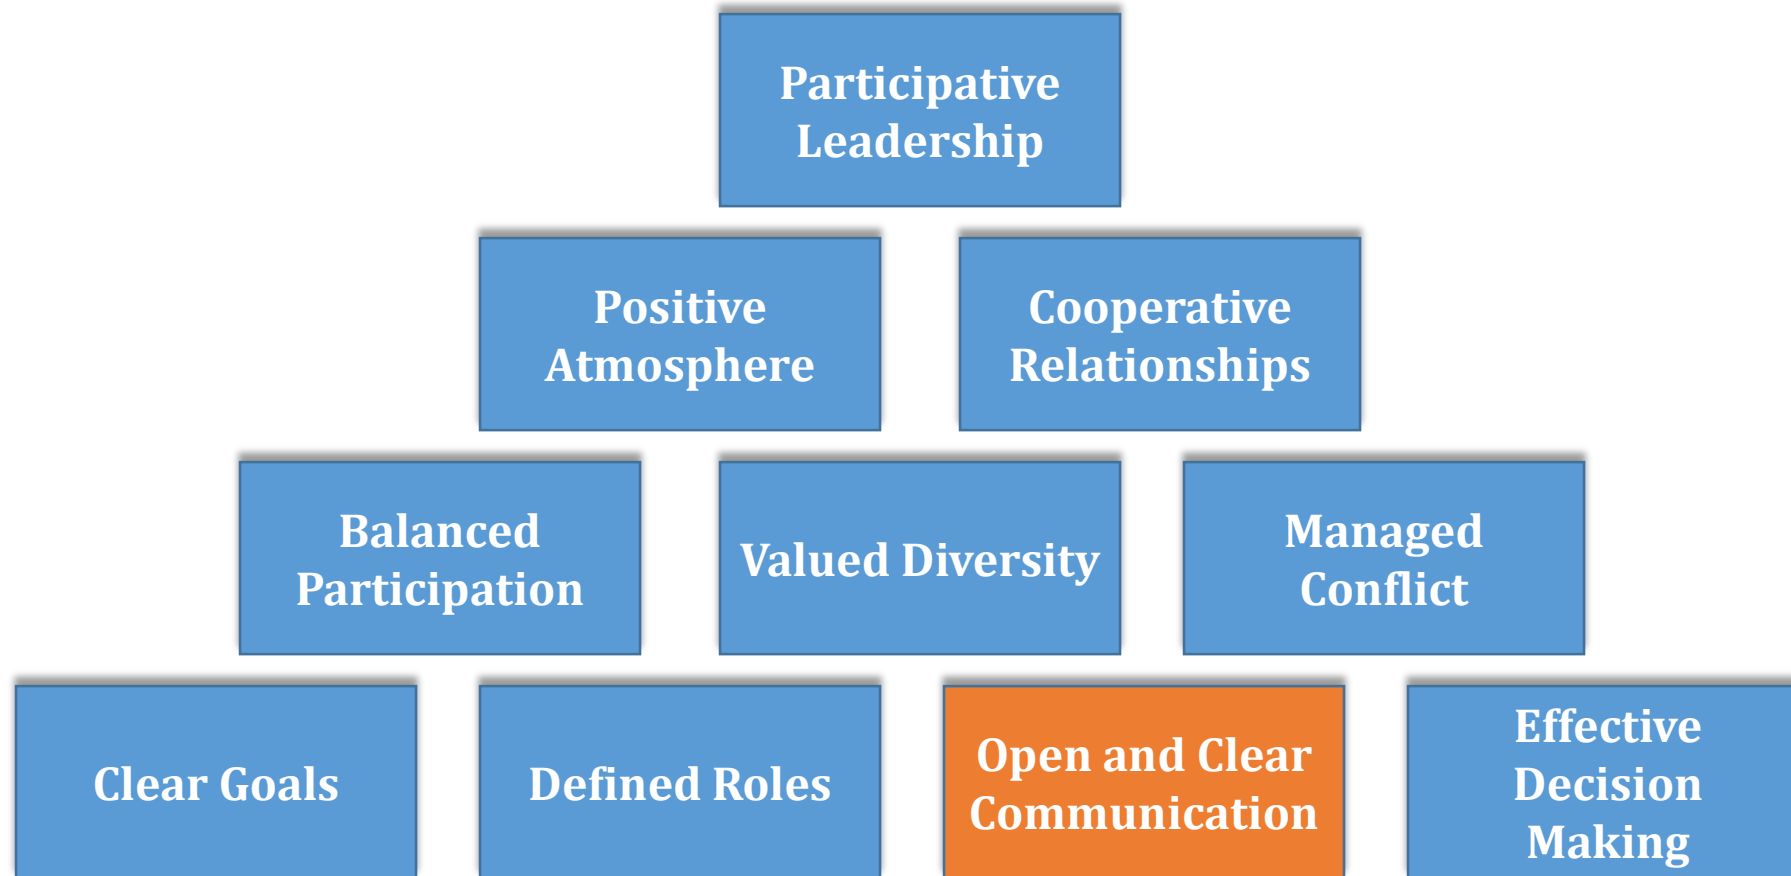 Participative
Leadership
Positive
Atmosphere
Cooperative
Relationships
Balanced
Participation
Valued Diversity
Managed
Conflict
Clear Goals
Defined Roles
Open and Clear
Communication
Effective
Decision
Making